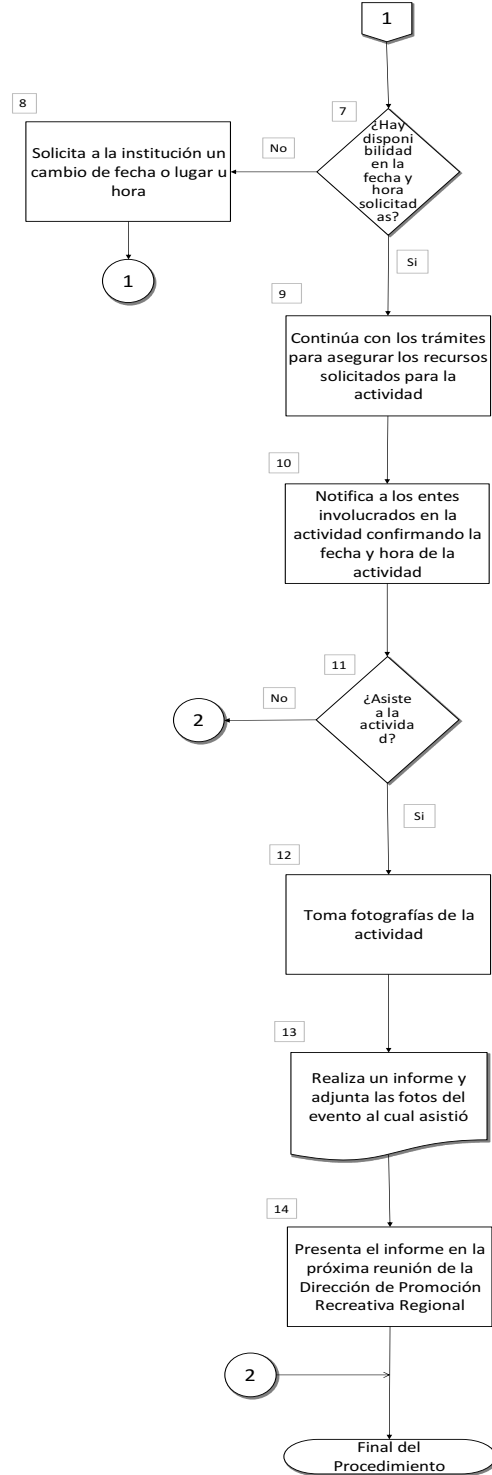 1
7
¿Hay
disponi
bilidad
en la
fecha y
hora
solicitad
as?
No
8
Solicita a la institución un
cambio de fecha o lugar u
hora
1
Si
9
Continúa con los trámites
para asegurar los recursos
solicitados para la
actividad
10
Notifica a los entes
involucrados en la
actividad confirmando la
fecha y hora de la
actividad
11
¿Asiste
a la
activida
d?
No
2
Si
12
Toma fotografías de la
actividad
13
Realiza un informe y
adjunta las fotos del
evento al cual asistió
14
Presenta el informe en la
próxima reunión de la
Dirección de Promoción
Recreativa Regional
2
Final del
Procedimiento